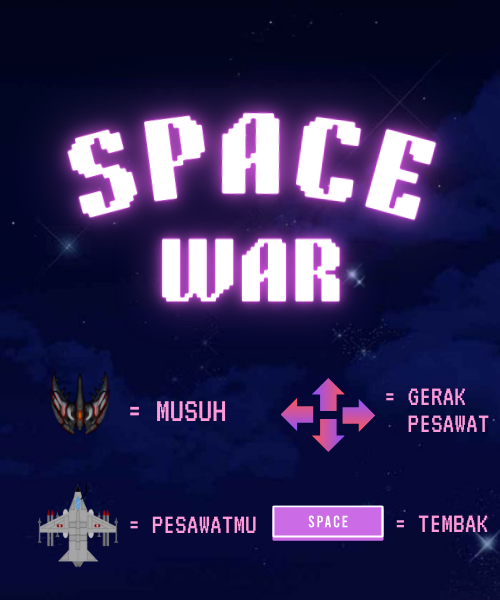 SPACE
WAR
= MUSUH
= GERAK
PESAWAT
= PESAWATMU
SPACE = TEMBAK